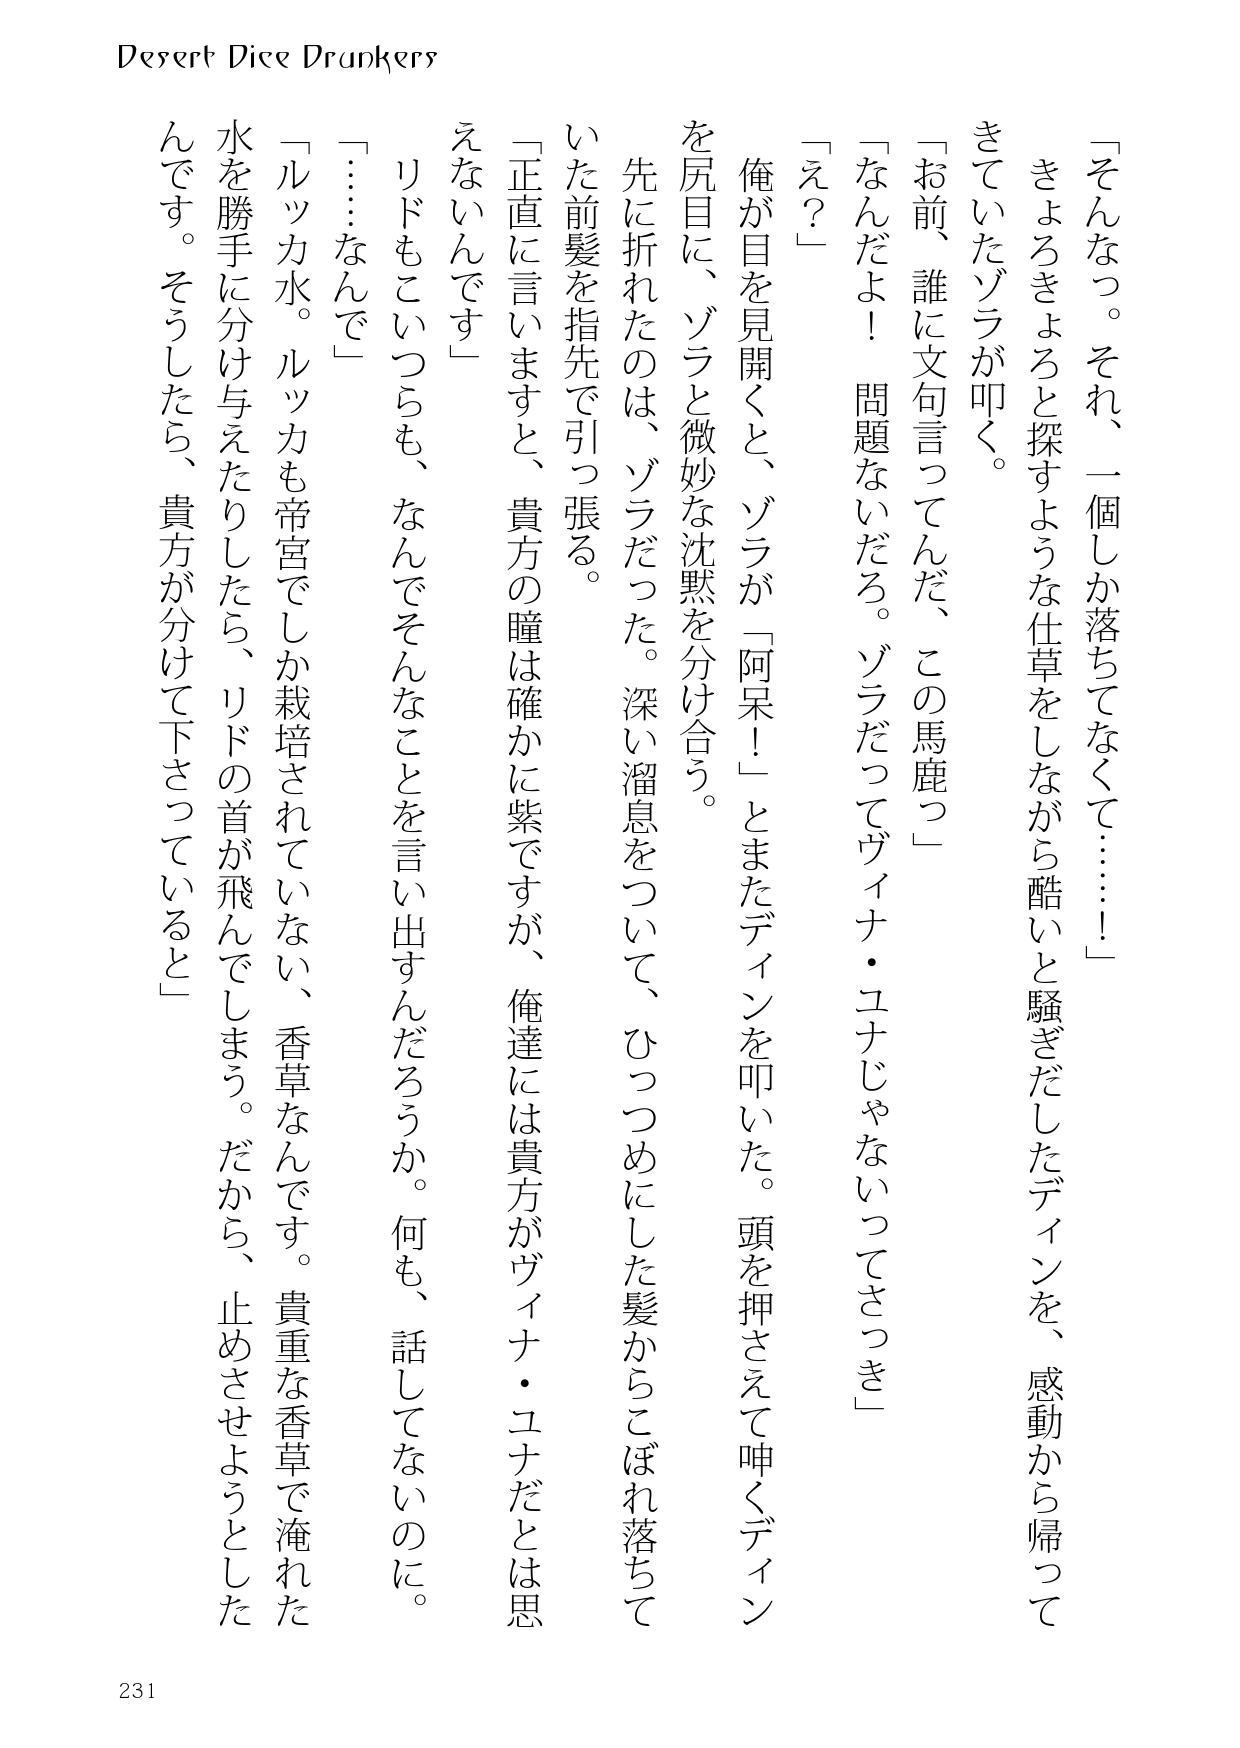 Desert Dice Drunkers
「そんなっ。それ、一個しか落ちてなくて……！」
　きょろきょろと探すような仕草をしながら酷いと騒ぎだしたディンを、感動から帰って
きていたゾラが叩く。
「お前、誰に文句言ってんだ、この馬鹿っ」
「なんだよ！　問題ないだろ。ゾラだってヴィナ・ユナじゃないってさっき」
「え？」
　俺が目を見開くと、ゾラが「阿呆！」とまたディンを叩いた。頭を押さえて呻くディン
を尻目に、ゾラと微妙な沈黙を分け合う。
　先に折れたのは、ゾラだった。深い溜息をついて、ひっつめにした髪からこぼれ落ちて
いた前髪を指先で引っ張る。
「正直に言いますと、貴方の瞳は確かに紫ですが、俺達には貴方がヴィナ・ユナだとは思
えないんです」
　リドもこいつらも、なんでそんなことを言い出すんだろうか。何も、話してないのに。
「……なんで」
「ルッカ水。ルッカも帝宮でしか栽培されていない、香草なんです。貴重な香草で淹れた
水を勝手に分け与えたりしたら、リドの首が飛んでしまう。だから、止めさせようとした
んです。そうしたら、貴方が分けて下さっていると」
231